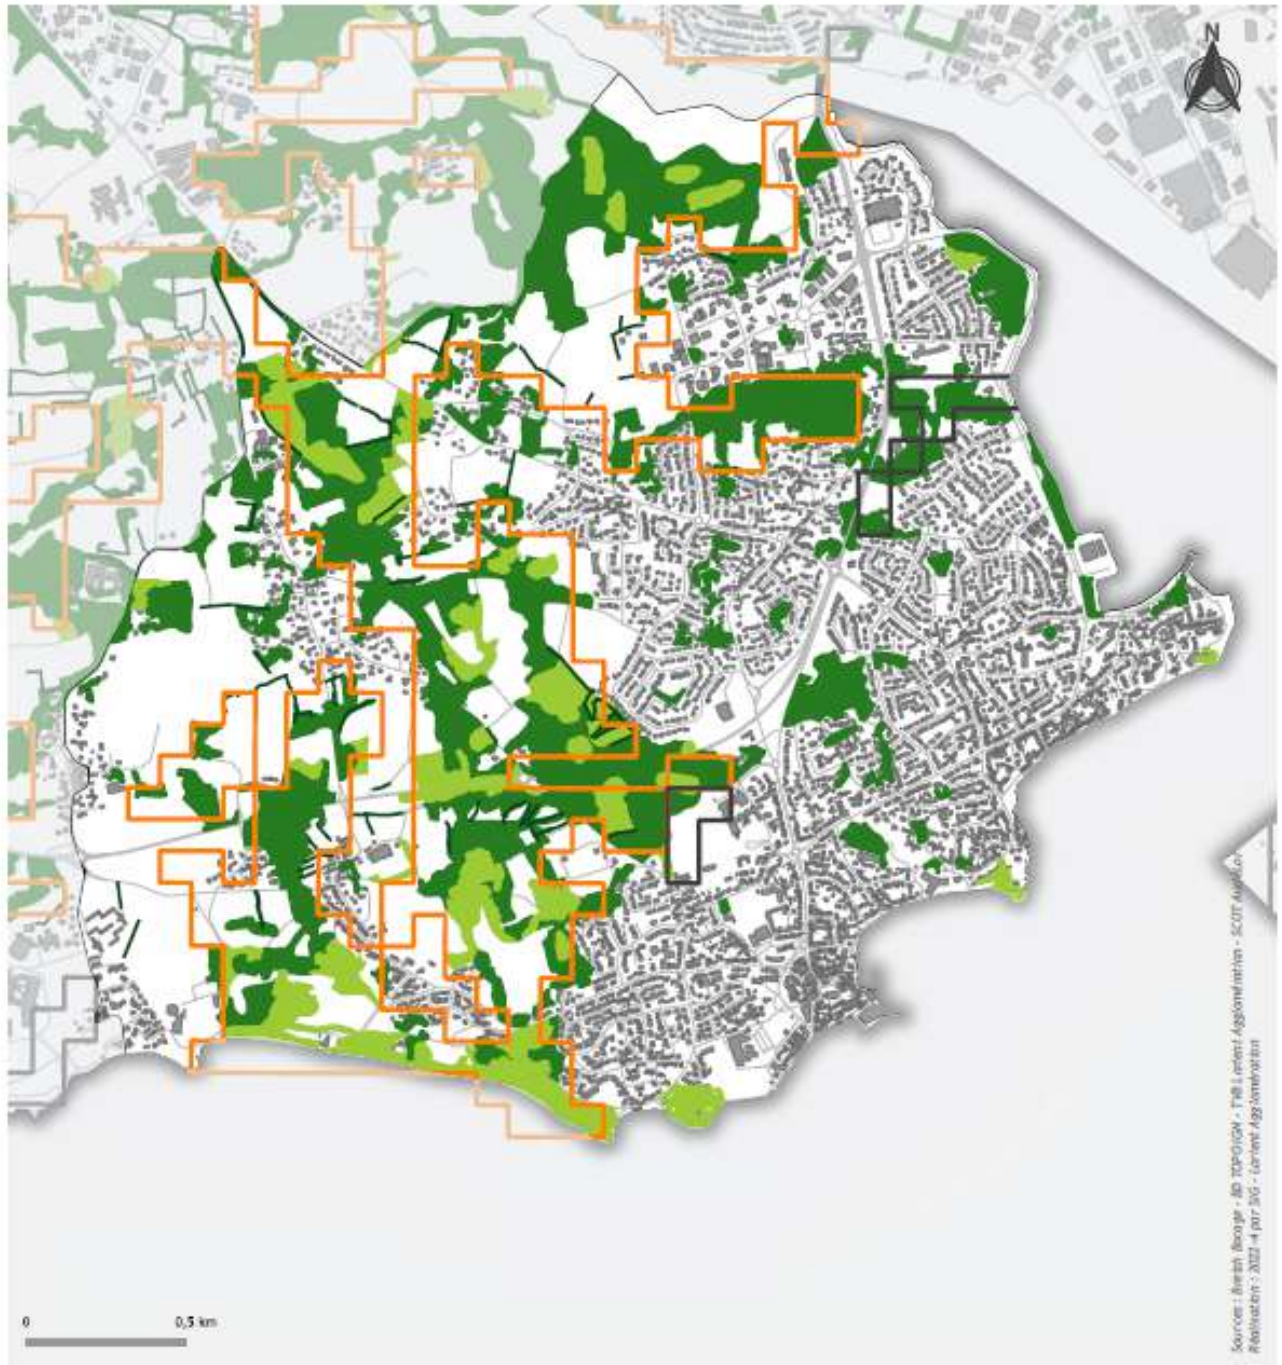 N
0 0,5 km
Sources : Breizh Bocage - BD TOPO©IGN - TVB Lorient Agglomération - SCOT
Réalisation : 2022-4 par SIG - Lorient Agglomération